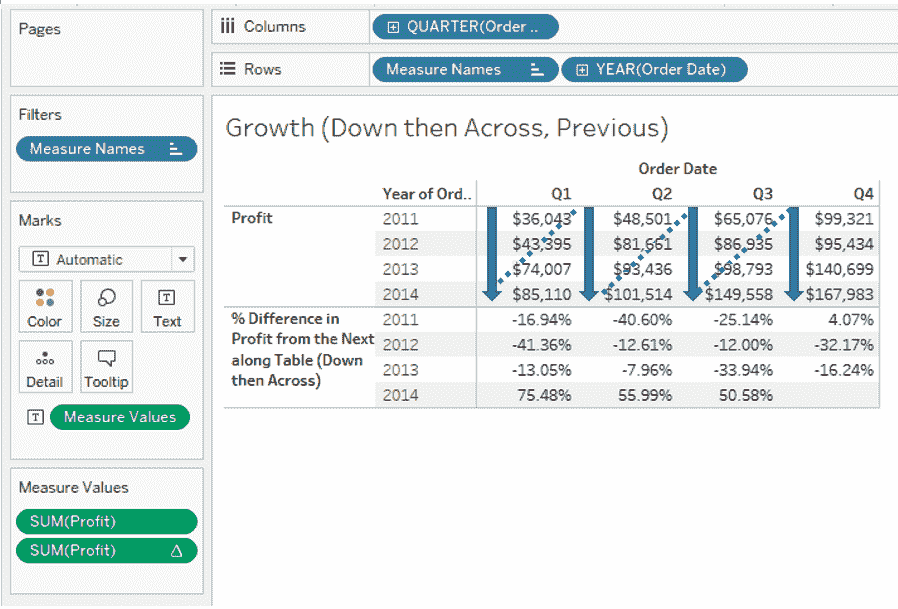 Pages
Columns
QUARTER(Order ..
Rows
Measure Names
YEAR(Order Date)
Filters
Measure Names
Marks
T Automatic
Color Size T Text
Detail Tooltip
T Measure Values
Measure Values
SUM(Profit)
SUM(Profit) Δ
Growth (Down then Across, Previous)
Order Date
Year of Ord.. Q1 Q2 Q3 Q4
Profit 2011 $36,043 $48,501 $65,076 $99,321
2012 $43,395 $81,661 $86,935 $95,434
2013 $74,007 $93,436 $98,793 $140,699
2014 $85,110 $101,514 $149,558 $167,983
% Difference in 2011 -16.94% -40.60% -25.14% 4.07%
Profit from the Next 2012 -41.36% -12.61% -12.00% -32.17%
along Table (Down 2013 -13.05% -7.96% -33.94% -16.24%
then Across)
2014 75.48% 55.99% 50.58%